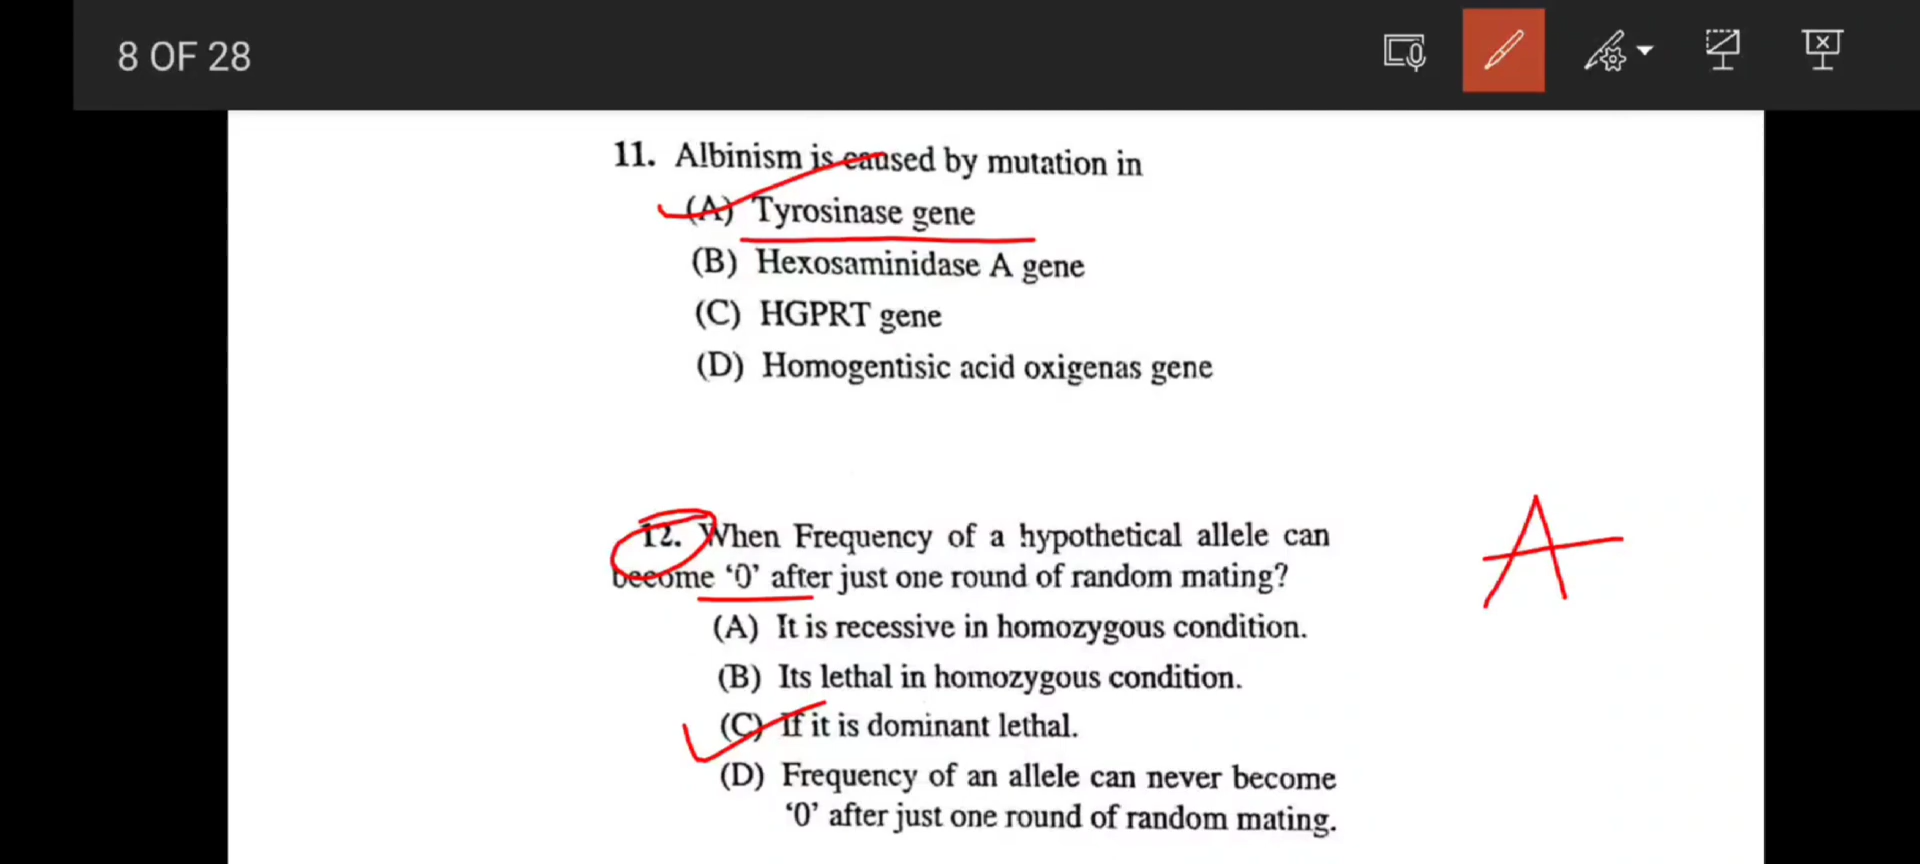 8 OF 28
11. Albinism is caused by mutation in
(A) Tyrosinase gene
(B) Hexosaminidase A gene
(C) HGPRT gene
(D) Homogentisic acid oxigenas gene
12. When Frequency of a hypothetical allele can
become ‘0’ after just one round of random mating?
A
(A) It is recessive in homozygous condition.
(B) Its lethal in homozygous condition.
(C) If it is dominant lethal.
(D) Frequency of an allele can never become
‘0’ after just one round of random mating.